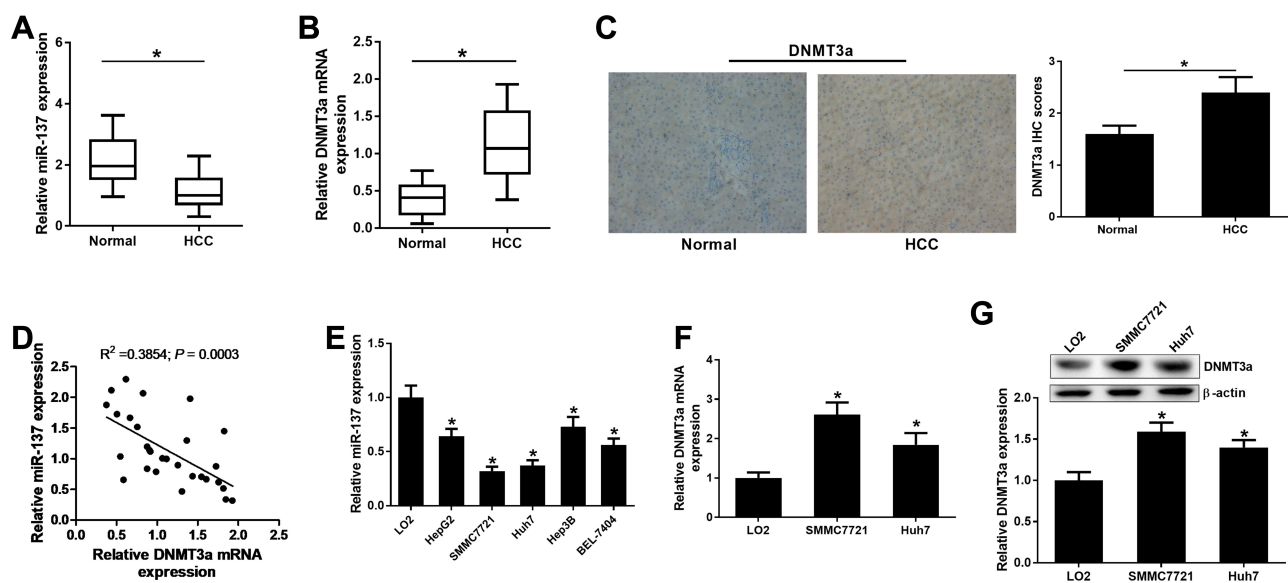 A
Relative miR-137 expression
6
4
2
0
*
Normal
HCC
B
Relative DNMT3a mRNA
expression
2.5
2.0
1.5
1.0
0.5
0.0
*
Normal
HCC
C
DNMT3a
Normal
HCC
DNMT3a IHC scores
3
2
1
0
*
Normal
HCC
D
R2 =0.3854; P = 0.0003
Relative miR-137 expression
2.5
2.0
1.5
1.0
0.5
0.0
0.0 0.5 1.0 1.5 2.0 2.5
Relative DNMT3a mRNA
expression
E
Relative miR-137 expression
1.5
1.0
0.5
0.0
* * * * *
LO2
HepG2
SMMC7721
Huh7
Hep3B
BEL-7404
F
Relative DNMT3a mRNA
expression
4
3
2
1
0
* *
LO2
SMMC7721
Huh7
G
LO2
SMMC7721
Huh7
DNMT3a
β-actin
Relative DNMT3a expression
2.0
1.5
1.0
0.5
0.0
* *
LO2
SMMC7721
Huh7